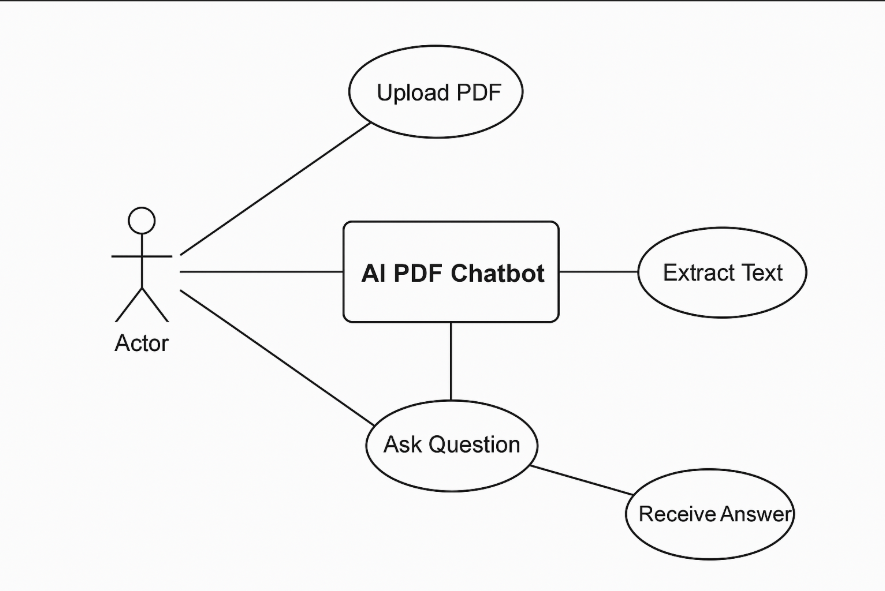 Upload PDF
AI PDF Chatbot
Extract Text
Actor
Ask Question
Receive Answer